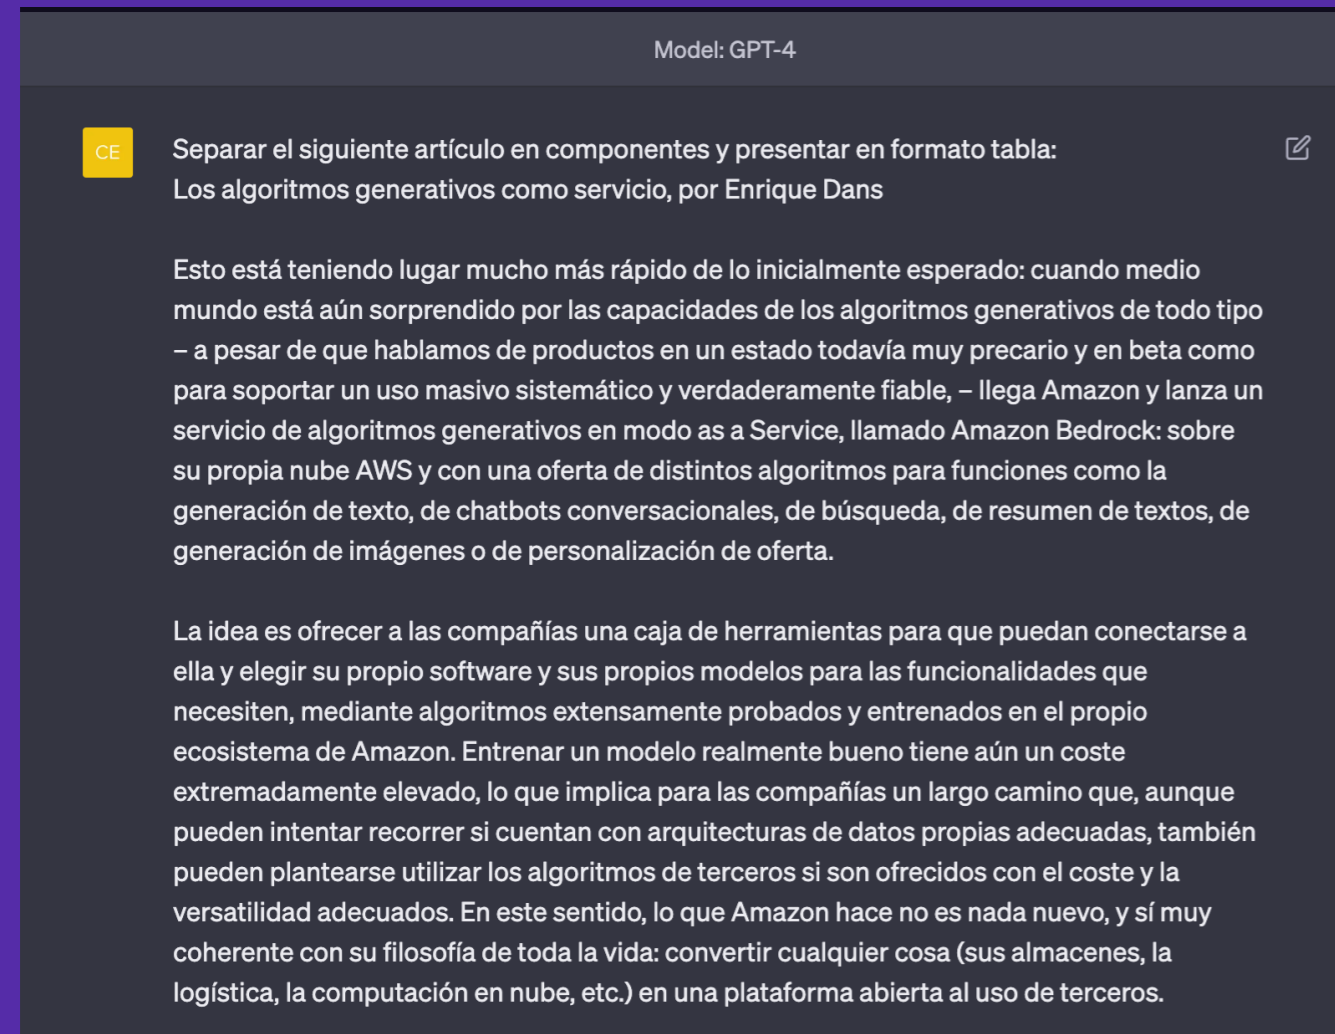 Model: GPT-4
CE
Separar el siguiente artículo en componentes y presentar en formato tabla:
Los algoritmos generativos como servicio, por Enrique Dans
Esto está teniendo lugar mucho más rápido de lo inicialmente esperado: cuando medio
mundo está aún sorprendido por las capacidades de los algoritmos generativos de todo tipo
– a pesar de que hablamos de productos en un estado todavía muy precario y en beta como
para soportar un uso masivo sistemático y verdaderamente fiable, – llega Amazon y lanza un
servicio de algoritmos generativos en modo as a Service, llamado Amazon Bedrock: sobre
su propia nube AWS y con una oferta de distintos algoritmos para funciones como la
generación de texto, de chatbots conversacionales, de búsqueda, de resumen de textos, de
generación de imágenes o de personalización de oferta.
La idea es ofrecer a las compañías una caja de herramientas para que puedan conectarse a
ella y elegir su propio software y sus propios modelos para las funcionalidades que
necesiten, mediante algoritmos extensamente probados y entrenados en el propio
ecosistema de Amazon. Entrenar un modelo realmente bueno tiene aún un coste
extremadamente elevado, lo que implica para las compañías un largo camino que, aunque
pueden intentar recorrer si cuentan con arquitecturas de datos propias adecuadas, también
pueden plantearse utilizar los algoritmos de terceros si son ofrecidos con el coste y la
versatilidad adecuados. En este sentido, lo que Amazon hace no es nada nuevo, y sí muy
coherente con su filosofía de toda la vida: convertir cualquier cosa (sus almacenes, la
logística, la computación en nube, etc.) en una plataforma abierta al uso de terceros.